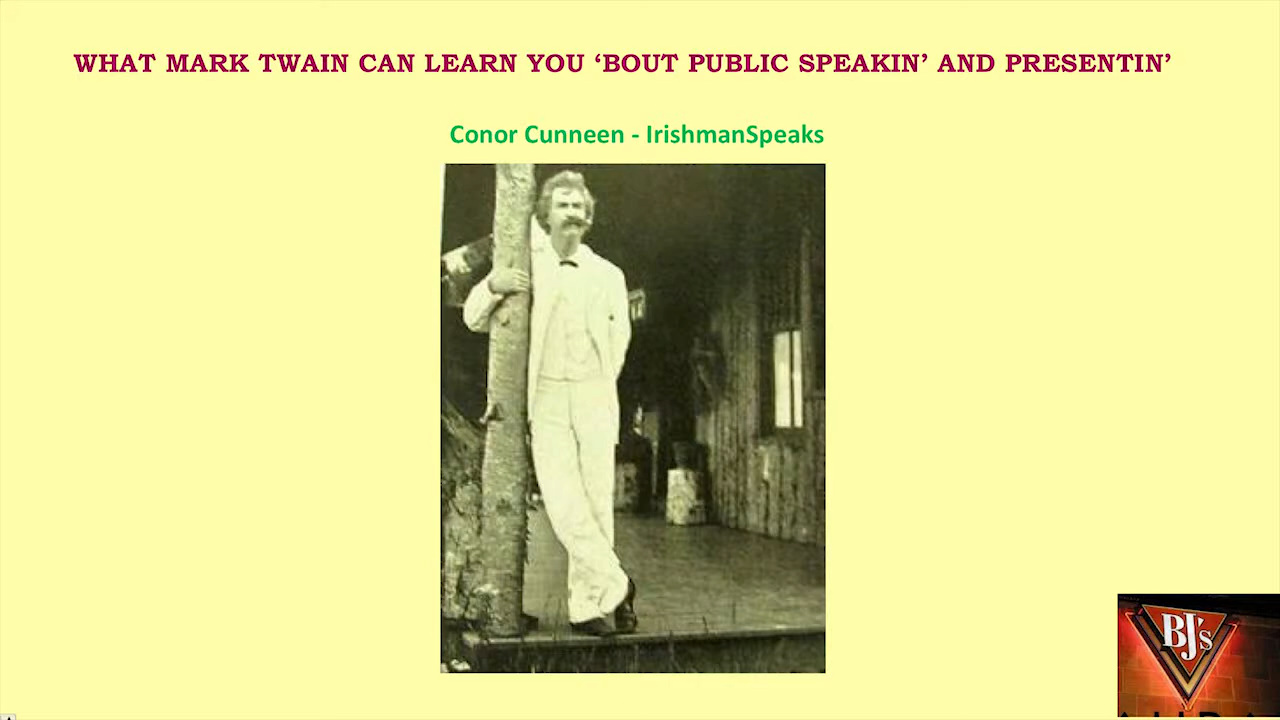 WHAT MARK TWAIN CAN LEARN YOU ‘BOUT PUBLIC SPEAKIN’ AND PRESENTIN’
Conor Cunneen - IrishmanSpeaks
BJ's